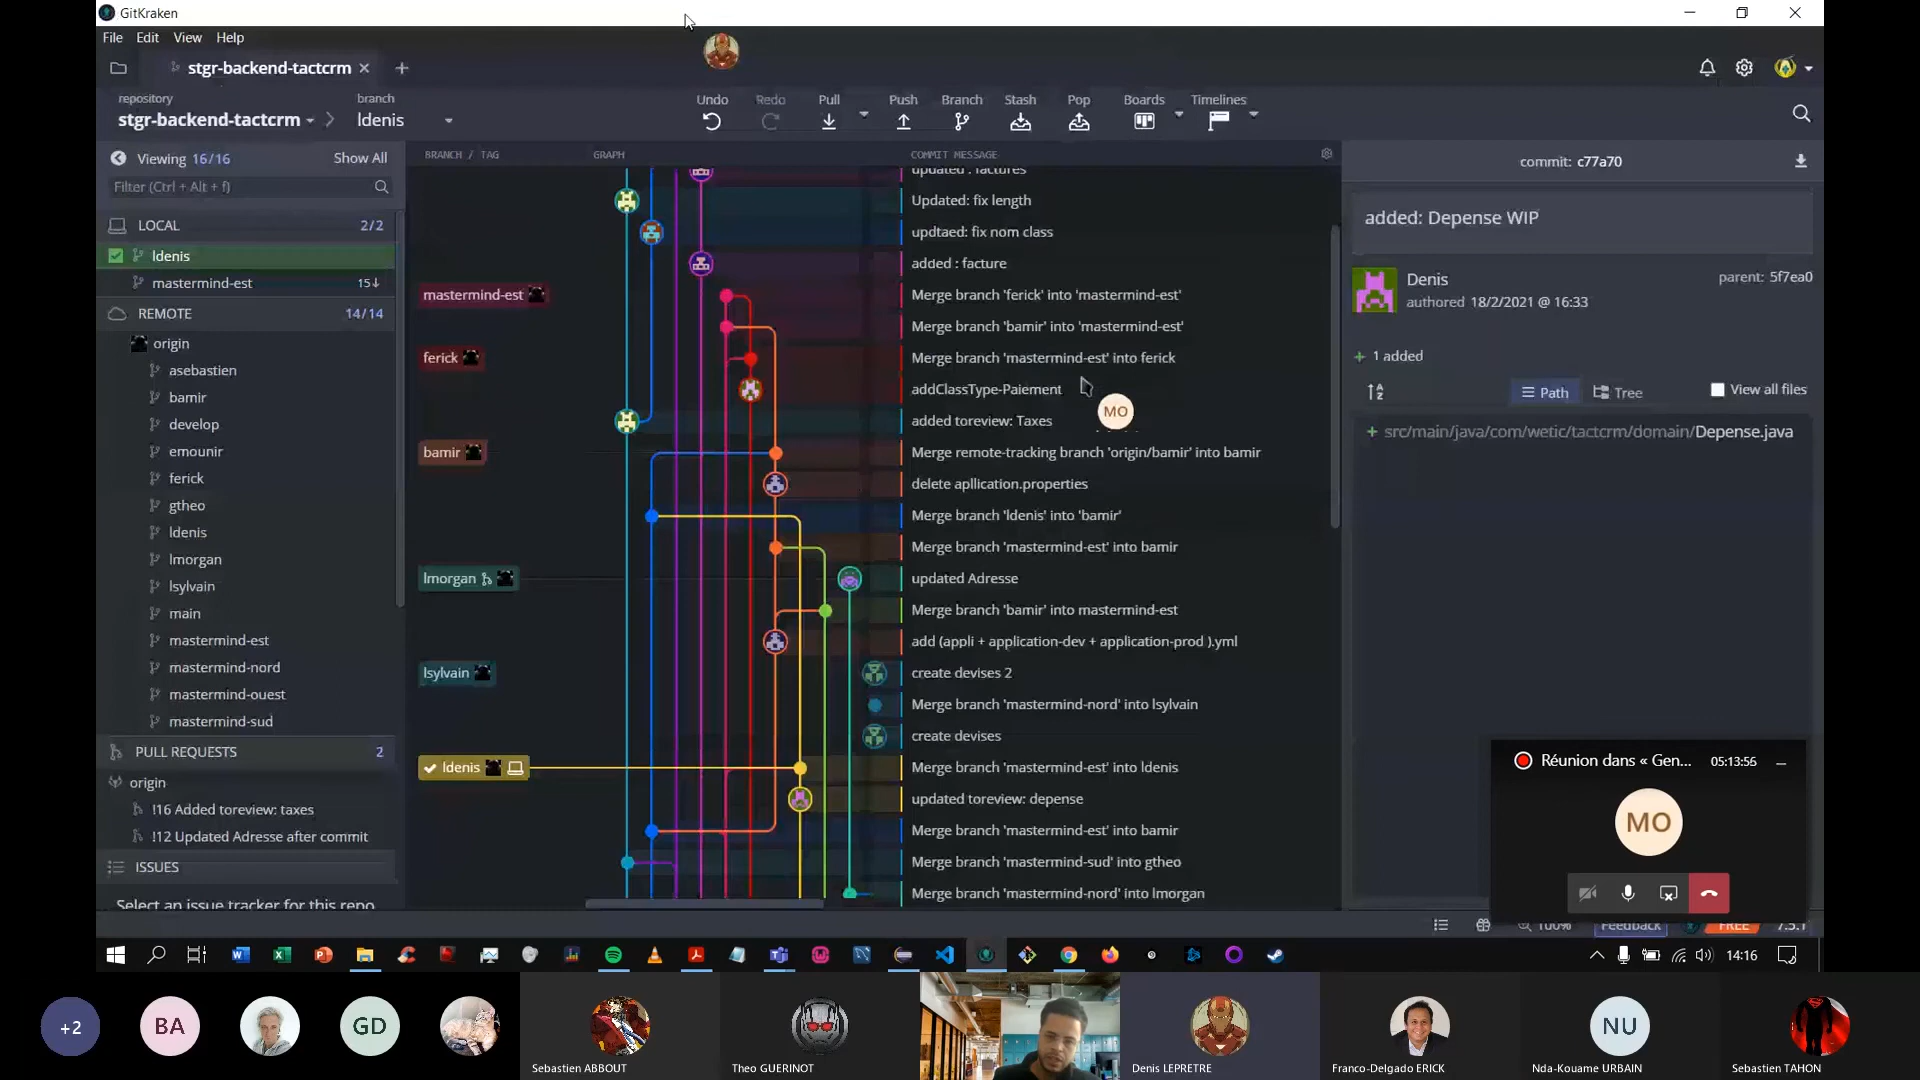 GitKraken
File Edit View Help
stgr-backend-tactcrm
repository
stgr-backend-tactcrm
branch
ldenis
Undo Redo Pull Push Branch Stash Pop Boards Timelines
Viewing 16/16 Show All
Filter (Ctrl + Alt + f)
LOCAL 2/2
ldenis
mastermind-est 15↓
REMOTE 14/14
origin
asebastien
bamir
develop
emounir
ferick
gtheo
ldenis
lmorgan
lsylvain
main
mastermind-est
mastermind-nord
mastermind-ouest
mastermind-sud
PULL REQUESTS 2
origin
!16 Added toreview: taxes
!12 Updated Adresse after commit
ISSUES
Select an issue tracker for this repo
BRANCH / TAG GRAPH COMMIT MESSAGE
updated : factures
Updated: fix length
updtaed: fix nom class
added : facture
mastermind-est Merge branch 'ferick' into 'mastermind-est'
Merge branch 'bamir' into 'mastermind-est'
ferick Merge branch 'mastermind-est' into ferick
addClassType-Paiement
added toreview: Taxes
MO
bamir Merge remote-tracking branch 'origin/bamir' into bamir
delete apllication.properties
Merge branch 'ldenis' into 'bamir'
Merge branch 'mastermind-est' into bamir
lmorgan updated Adresse
Merge branch 'bamir' into mastermind-est
add (appli + application-dev + application-prod ).yml
lsylvain create devises 2
Merge branch 'mastermind-nord' into lsylvain
create devises
ldenis Merge branch 'mastermind-est' into ldenis
updated toreview: depense
Merge branch 'mastermind-est' into bamir
Merge branch 'mastermind-sud' into gtheo
Merge branch 'mastermind-nord' into lmorgan
commit: c77a70
added: Depense WIP
Denis
authored 18/2/2021 @ 16:33
parent: 5f7ea0
+ 1 added
Path Tree View all files
+ src/main/java/com/wetic/tactcrm/domain/Depense.java
Réunion dans « Gen... 05:13:56
MO
100% Feedback FREE 7.5.1
14:16
+2
BA
GD
NU
Sebastien ABBOUT
Theo GUERINOT
Denis LEPRETRE
Franco-Delgado ERICK
Nda-Kouame URBAIN
Sebastien TAHON